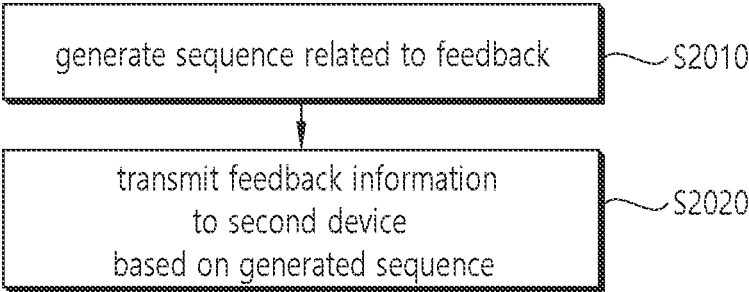 generate sequence related to feedback
S2010
transmit feedback information
to second device
based on generated sequence
S2020